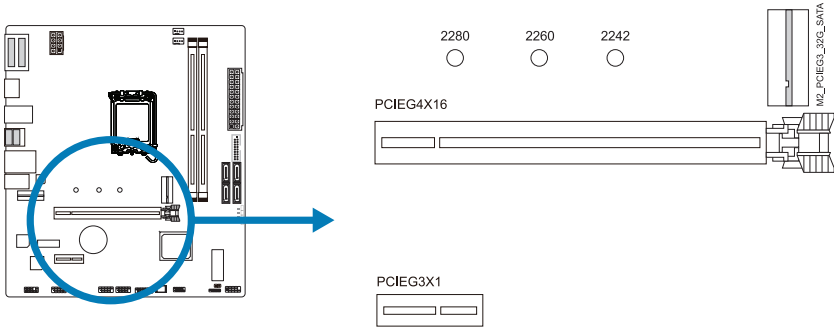 2280 2260 2242
M2_PCIEG3_32G_SATA
PCIEG4X16
PCIEG3X1